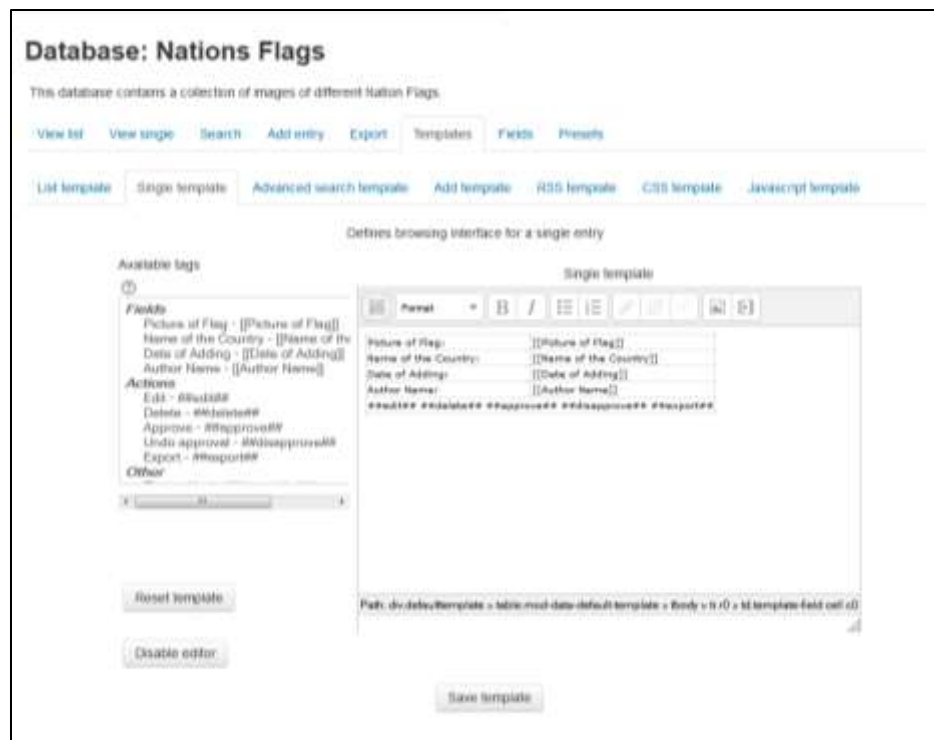 Database: Nations Flags
This database contains a collection of images of different Nation Flags.
View list View single Search Add entry Export Templates Fields Presets
List template Single template Advanced search template Add template RSS template CSS template Javascript template
Defines browsing interface for a single entry
Available tags
Single template
Fields
Picture of Flag - [[Picture of Flag]]
Name of the Country - [[Name of the
Date of Adding - [[Date of Adding]]
Author Name - [[Author Name]]
Actions
Edit - ##edit##
Delete - ##delete##
Approve - ##approve##
Undo approval - ##disapprove##
Export - ##export##
Other
Format B I
Picture of Flag: [[Picture of Flag]]
Name of the Country: [[Name of the Country]]
Date of Adding: [[Date of Adding]]
Author Name: [[Author Name]]
##edit## ##delete## ##approve## ##disapprove## ##export##
Path: div.defaulttemplate » table.mod-data-default-template » tbody » tr.r0 » td.template-field cell c0
Reset template
Disable editor
Save template